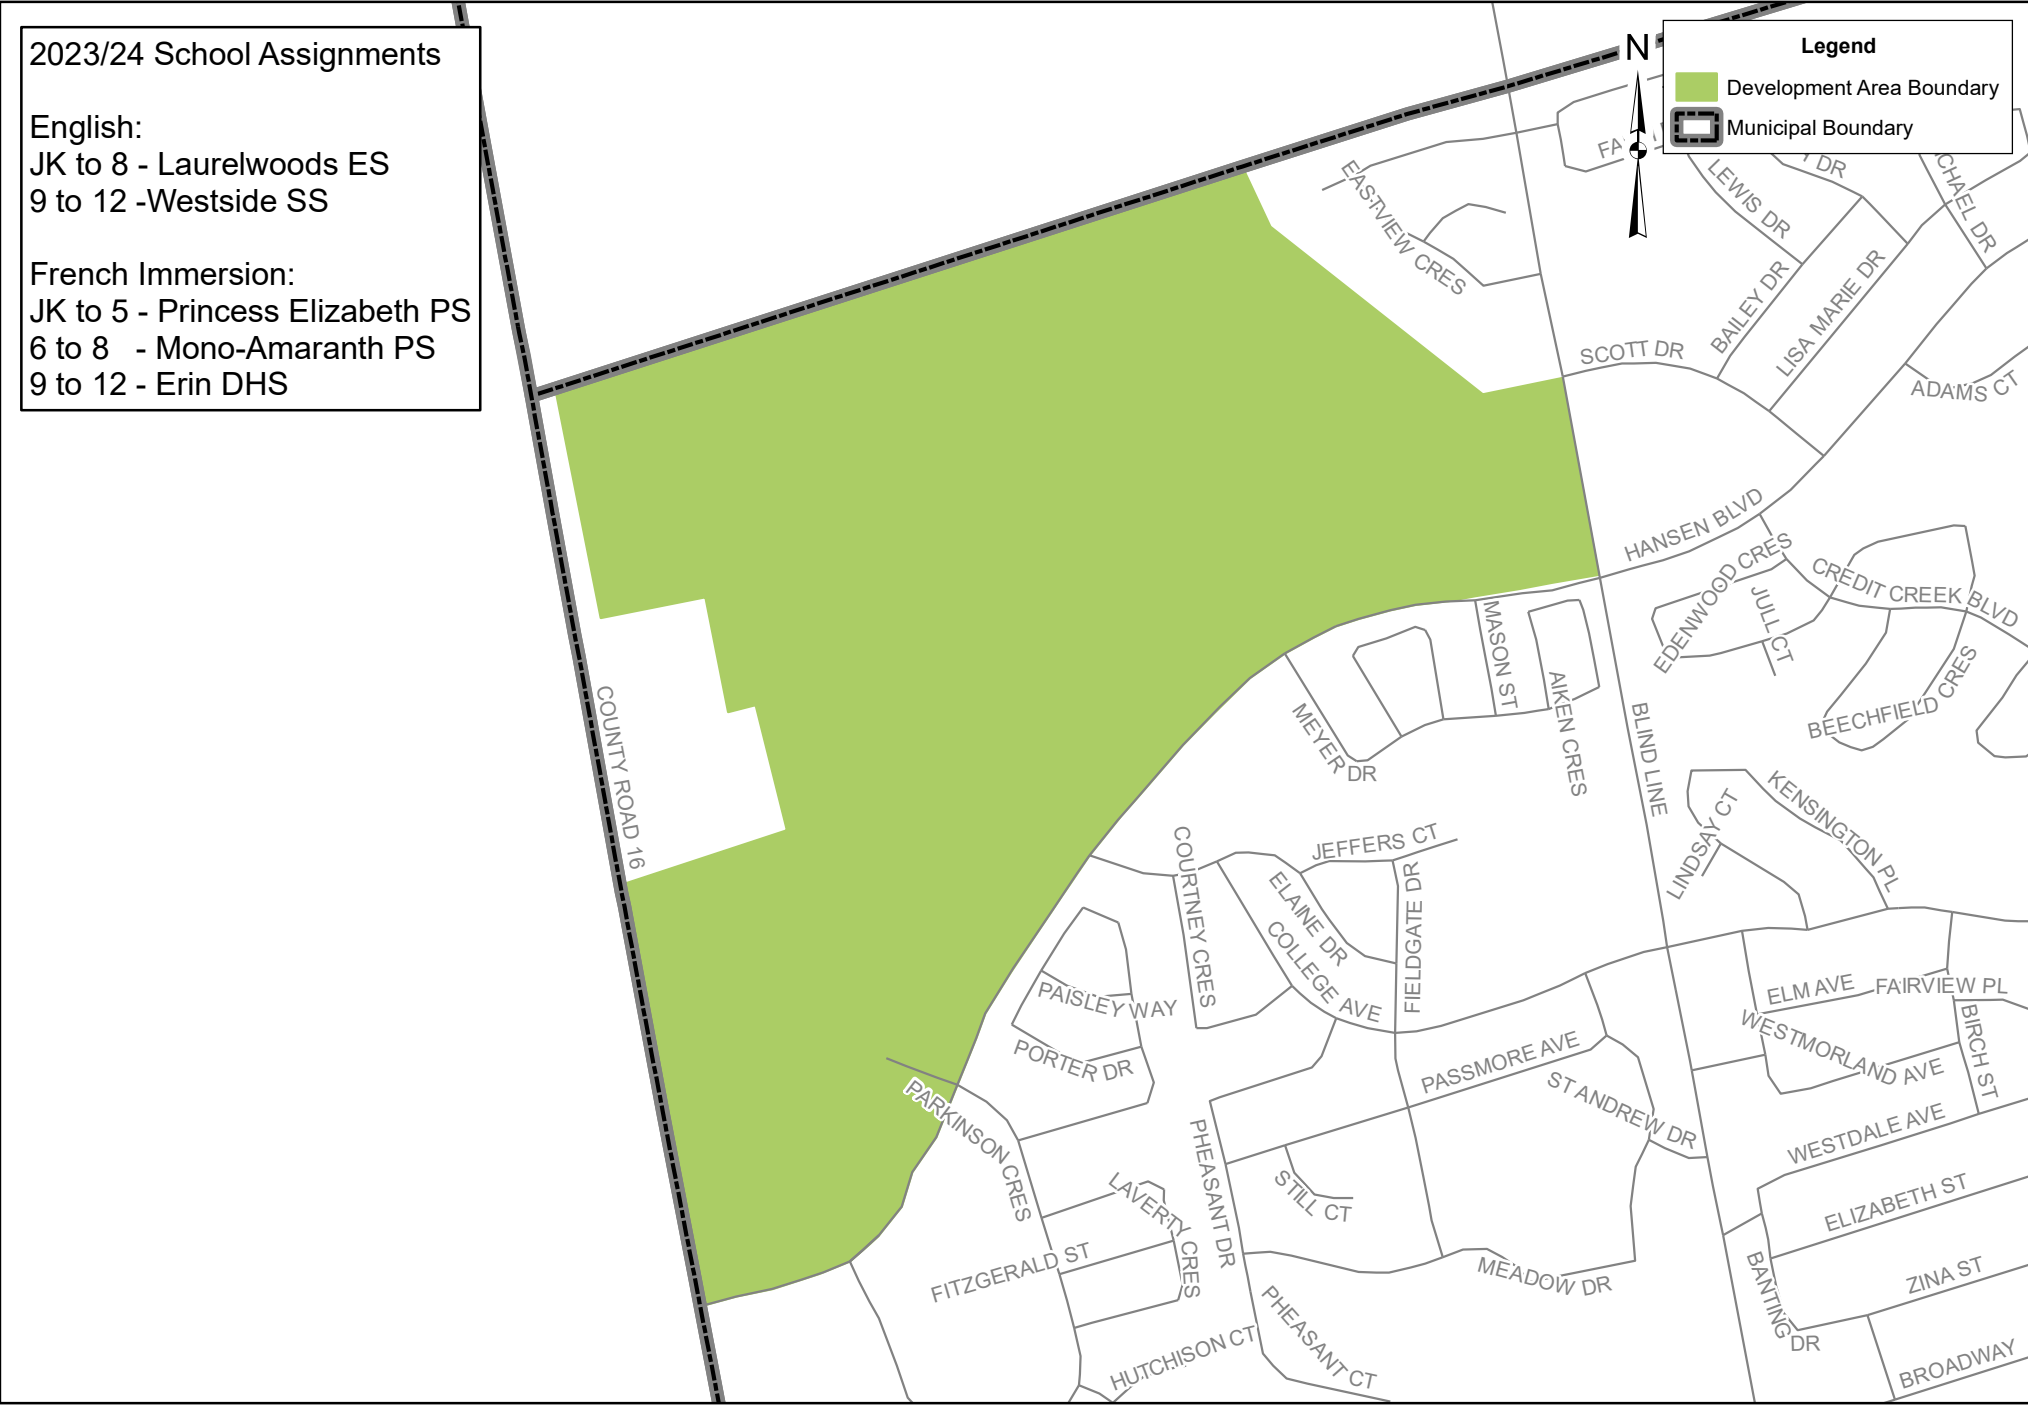 2023/24 School Assignments
English:
JK to 8 - Laurelwoods ES
9 to 12 -Westside SS
French Immersion:
JK to 5 - Princess Elizabeth PS
6 to 8 - Mono-Amaranth PS
9 to 12 - Erin DHS
N
Legend
Development Area Boundary
Municipal Boundary
EASTVIEW CRES
LEWIS DR
DR
BAILEY DR
LISA MARIE DR
SCOTT DR
ADAMS CT
HANSEN BLVD
EDENWOOD CRES
JULL CT
CREDIT CREEK BLVD
BEECHFIELD CRES
MASON ST
AIKEN CRES
MEYER DR
BLIND LINE
COUNTY ROAD 16
KENSINGTON PL
LINDSAY CT
JEFFERS CT
COURTNEY CRES
ELAINE DR
COLLEGE AVE
FIELDGATE DR
PAISLEY WAY
PORTER DR
ELM AVE
FAIRVIEW PL
WESTMORLAND AVE
BIRCH ST
PASSMORE AVE
ST ANDREW DR
PARKINSON CRES
WESTDALE AVE
PHEASANT DR
STILL CT
LAVERTY CRES
ELIZABETH ST
FITZGERALD ST
MEADOW DR
BANTING DR
ZINA ST
PHEASANT CT
HUTCHISON CT
BROADWAY